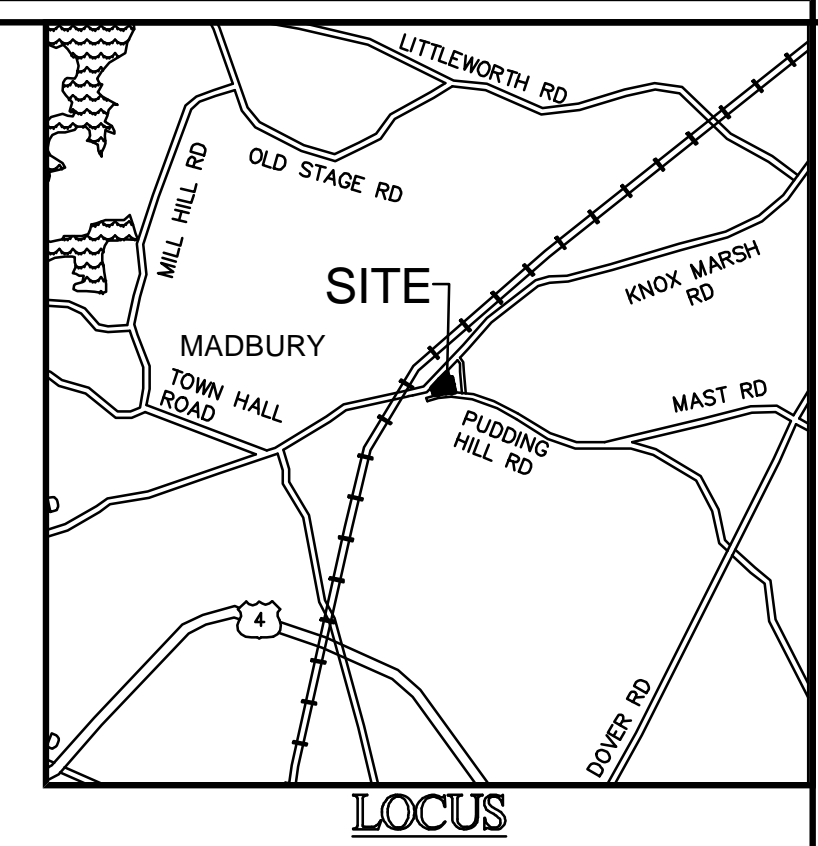 LITTLEWORTH RD
OLD STAGE RD
MILL HILL RD
KNOX MARSH
RD
SITE
MADBURY
TOWN HALL
ROAD
MAST RD
PUDDING
HILL RD
4
DOVER RD
LOCUS